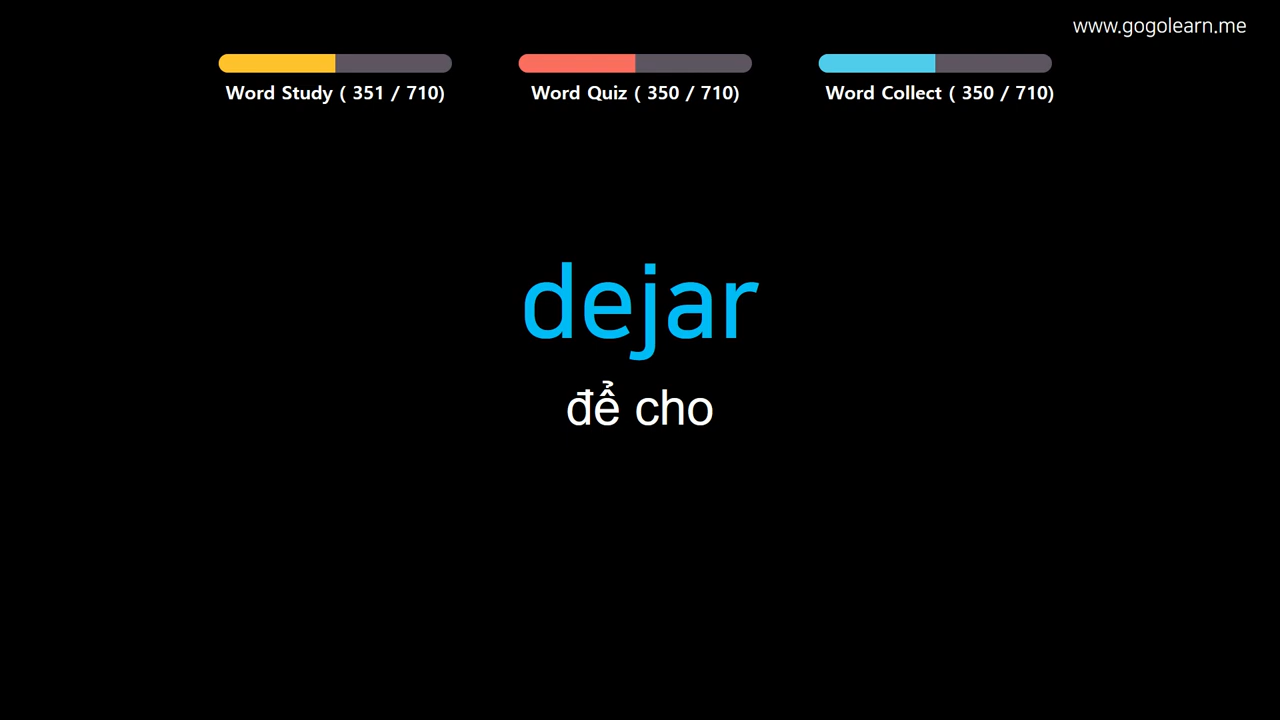 www.gogolearn.me
Word Study ( 351 / 710)
Word Quiz ( 350 / 710)
Word Collect ( 350 / 710)
dejar
để cho